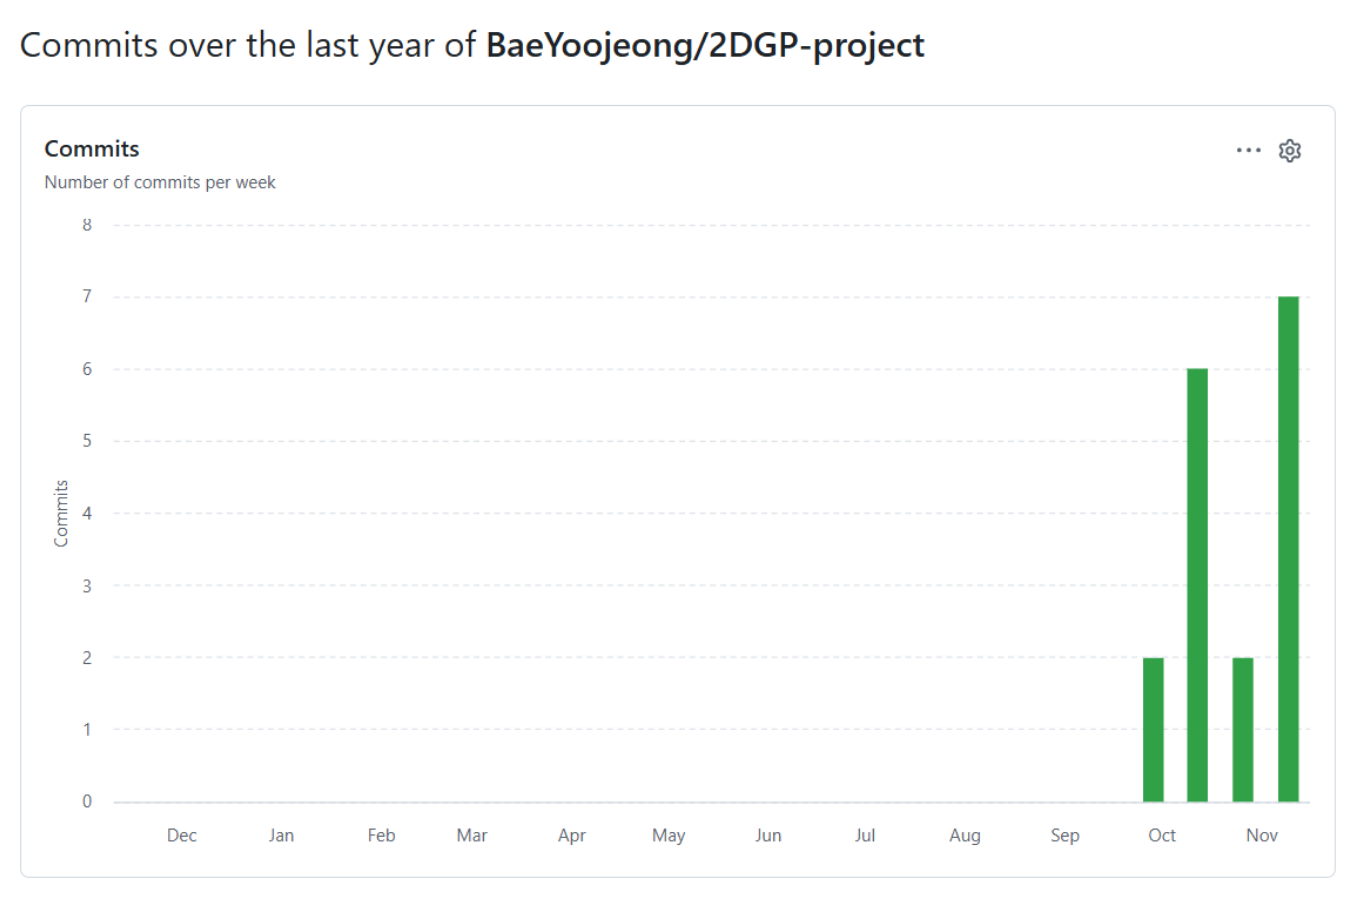 Commits over the last year of BaeYoojeong/2DGP-project
Commits
Number of commits per week
8
7
6
5
4
3
2
1
0
Commits
Dec Jan Feb Mar Apr May Jun Jul Aug Sep Oct Nov